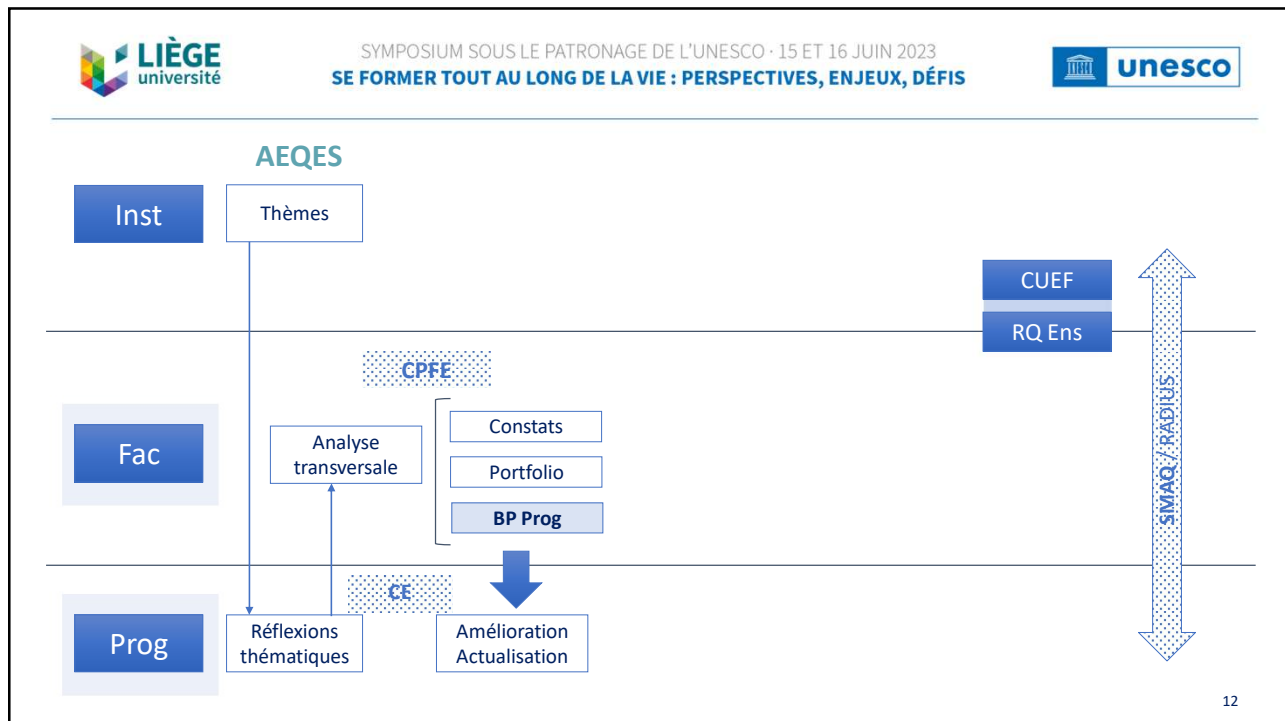 LIÈGE
université
SYMPOSIUM SOUS LE PATRONAGE DE L'UNESCO · 15 ET 16 JUIN 2023
SE FORMER TOUT AU LONG DE LA VIE : PERSPECTIVES, ENJEUX, DÉFIS
unesco
AEQES
Inst
Thèmes
CUEF
RQ Ens
CPFE
Fac
Analyse
transversale
Constats
Portfolio
BP Prog
SMAQ / RADIUS
CE
Prog
Réflexions
thématiques
Amélioration
Actualisation
12